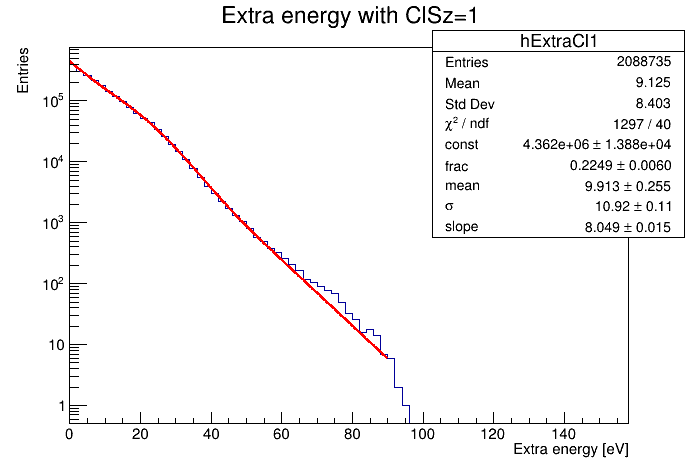 Extra energy with ClSz=1
hExtraCl1
Entries 2088735
Mean 9.125
Std Dev 8.403
χ² / ndf 1297 / 40
const 4.362e+06 ± 1.388e+04
frac 0.2249 ± 0.0060
mean 9.913 ± 0.255
σ 10.92 ± 0.11
slope 8.049 ± 0.015
Entries
10⁵
10⁴
10³
10²
10
1
0 20 40 60 80 100 120 140
Extra energy [eV]